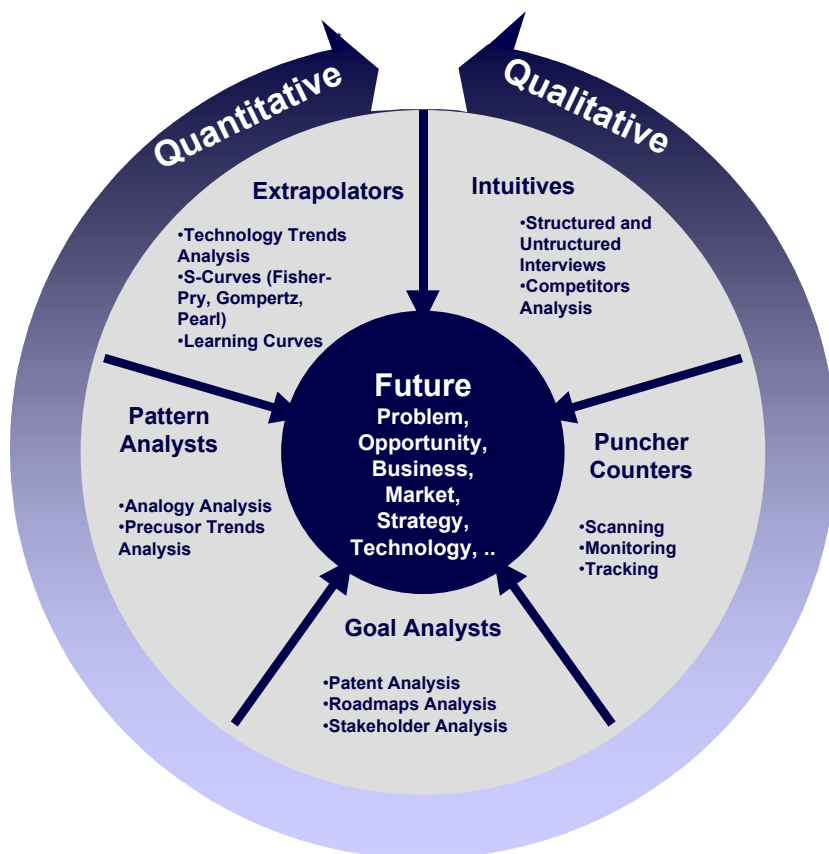 Quantitative
Qualitative
Extrapolators
•Technology Trends
Analysis
•S-Curves (Fisher-
Pry, Gompertz,
Pearl)
•Learning Curves
Intuitives
•Structured and
Untructured
Interviews
•Competitors
Analysis
Pattern
Analysts
•Analogy Analysis
•Precusor Trends
Analysis
Future
Problem,
Opportunity,
Business,
Market,
Strategy,
Technology, ..
Puncher
Counters
•Scanning
•Monitoring
•Tracking
Goal Analysts
•Patent Analysis
•Roadmaps Analysis
•Stakeholder Analysis